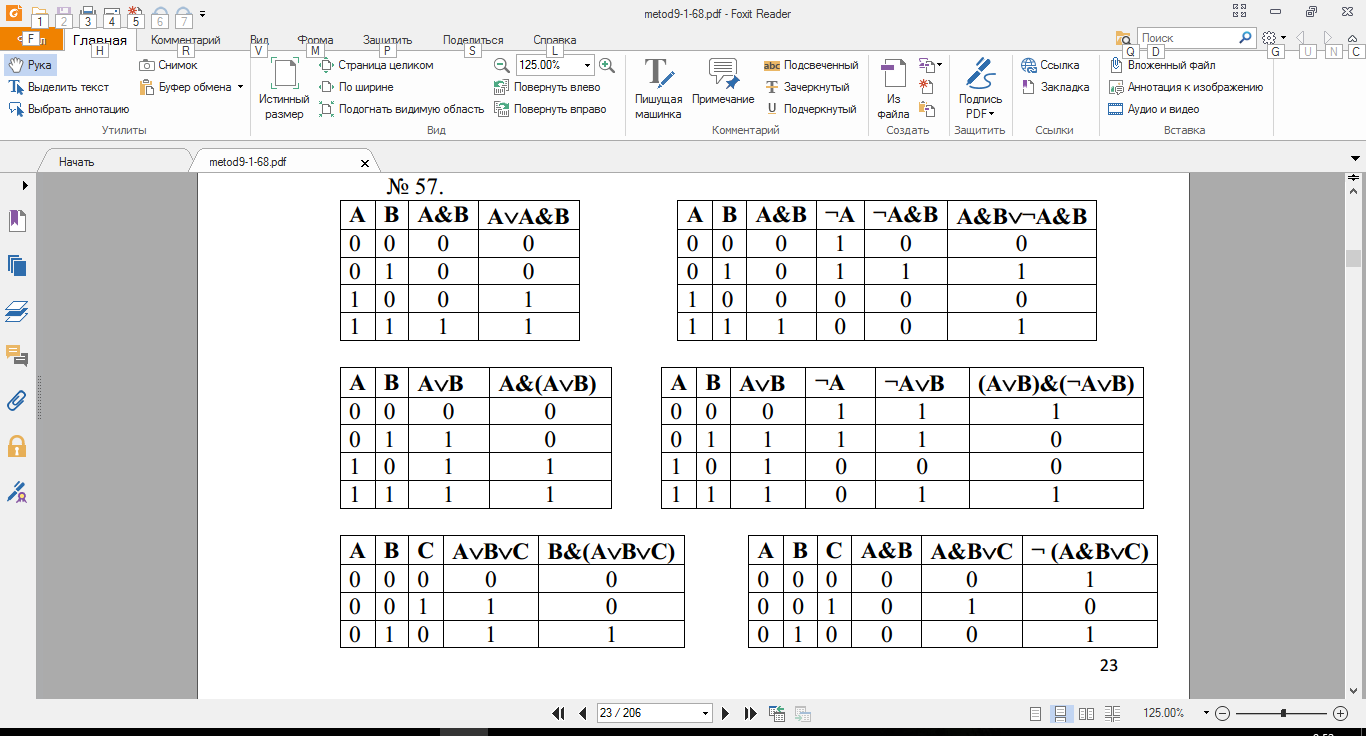 metod9-1-68.pdf - Foxit Reader
1 2 3 4 5 6 7
Главная Комментарий Вид Форма Защитить Поделиться Справка Поиск
F H R V M P S L Q D G U N C
Рука Снимок Страница целиком 125.00% Подсвеченный Ссылка Вложенный файл
Выделить текст Буфер обмена По ширине Повернуть влево Зачеркнутый Закладка Аннотация к изображению
Выбрать аннотацию Подогнать видимую область Повернуть вправо Подчеркнутый Аудио и видео
Истинный размер Пишущая машинка Примечание Из файла Подпись PDF
Утилиты Вид Комментарий Создать Защитить Ссылки Вставка
Начать metod9-1-68.pdf
№ 57.
A B A&B A∨A&B
0 0 0 0
0 1 0 0
1 0 0 1
1 1 1 1
A B A&B ¬A ¬A&B A&B∨¬A&B
0 0 0 1 0 0
0 1 0 1 1 1
1 0 0 0 0 0
1 1 1 0 0 1
A B A∨B A&(A∨B)
0 0 0 0
0 1 1 0
1 0 1 1
1 1 1 1
A B A∨B ¬A ¬A∨B (A∨B)&(¬A∨B)
0 0 0 1 1 1
0 1 1 1 1 0
1 0 1 0 0 0
1 1 1 0 1 1
A B C A∨B∨C B&(A∨B∨C)
0 0 0 0 0
0 0 1 1 0
0 1 0 1 1
A B C A&B A&B∨C ¬ (A&B∨C)
0 0 0 0 0 1
0 0 1 0 1 0
0 1 0 0 0 1
23
23 / 206 125.00%